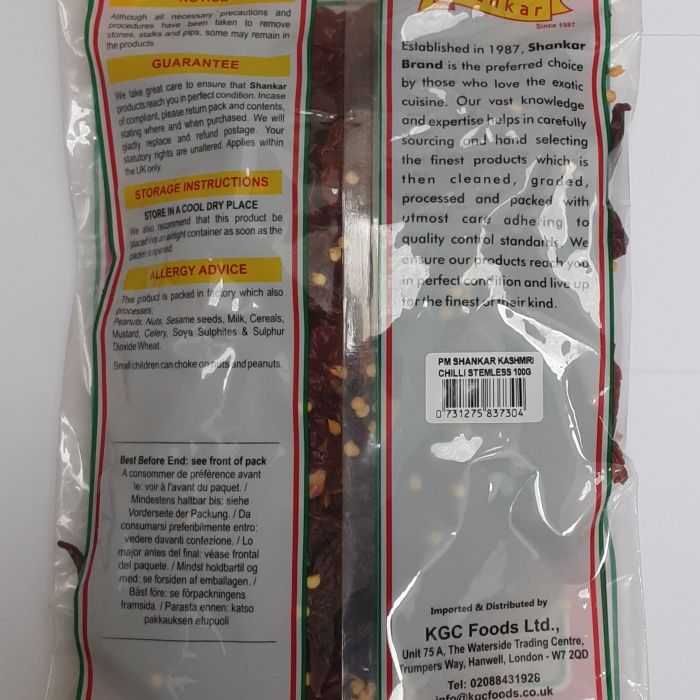 NOTICE
Although all necessary precautions and
procedures have been taken to remove
stones, stalks and pips, some may remain in
the products
GUARANTEE
We take great care to ensure that Shankar
products reach you in perfect condition. Incase
of compliant, please return pack and contents,
stating where and when purchased. We will
gladly replace and refund postage. Your
statutory rights are unaltered. Applies within
the UK only.
STORAGE INSTRUCTIONS
STORE IN A COOL DRY PLACE
We also recommend that this product be
placed into an airtight container as soon as the
packet is opened.
ALLERGY ADVICE
This product is packed in factory which also
processes;
Peanuts, Nuts, Sesame seeds, Milk, Cereals,
Mustard, Celery, Soya Sulphites & Sulphur
Dioxide Wheat.
Small children can choke on nuts and peanuts.
Best Before End: see front of pack
A consommer de préférence avant
le: voir à l'avant du paquet. /
Mindestens haltbar bis: siehe
Vorderseite der Packung. / Da
consumarsi preferibilmente entro:
vedere davanti confezione. / Lo
major antes del final: véase frontal
del paquete. / Mindst holdbartil og
med: se forsiden af emballagen. /
Bäst före: se förpackningens
framsida. / Parasta ennen: katso
pakkauksen etupuoli
Shankar
Since 1987
Established in 1987, Shankar
Brand is the preferred choice
by those who love the exotic
cuisine. Our vast knowledge
and expertise helps in carefully
sourcing and hand selecting
the finest products which is
then cleaned, graded,
processed and packed with
utmost care adhering to
quality control standards. We
ensure our products reach you
in perfect condition and live up
to the finest of their kind.
PM SHANKAR KASHMIRI
CHILLI STEMLESS 100G
0 731275 837304
Imported & Distributed by
KGC Foods Ltd.,
Unit 75 A, The Waterside Trading Centre,
Trumpers Way, Hanwell, London - W7 2QD
Tel: 02088431926
info@kgcfoods.co.uk